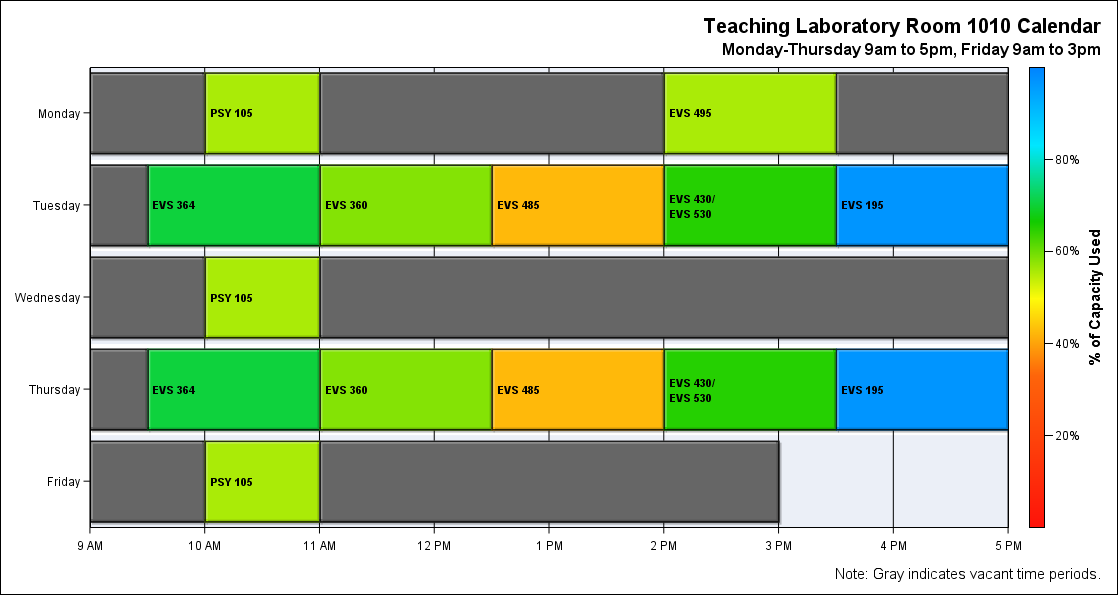 Teaching Laboratory Room 1010 Calendar
Monday-Thursday 9am to 5pm, Friday 9am to 3pm
Monday
PSY 105
EVS 495
Tuesday
EVS 364
EVS 360
EVS 485
EVS 430/
EVS 530
EVS 195
Wednesday
PSY 105
Thursday
EVS 364
EVS 360
EVS 485
EVS 430/
EVS 530
EVS 195
Friday
PSY 105
9 AM
10 AM
11 AM
12 PM
1 PM
2 PM
3 PM
4 PM
5 PM
80%
60%
40%
20%
% of Capacity Used
Note: Gray indicates vacant time periods.